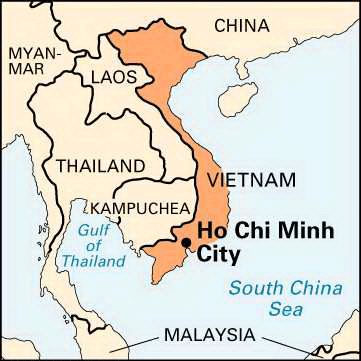 CHINA
MYAN-
MAR
LAOS
THAILAND
VIETNAM
KAMPUCHEA
Gulf
of
Thailand
Ho Chi Minh
City
South China
Sea
MALAYSIA